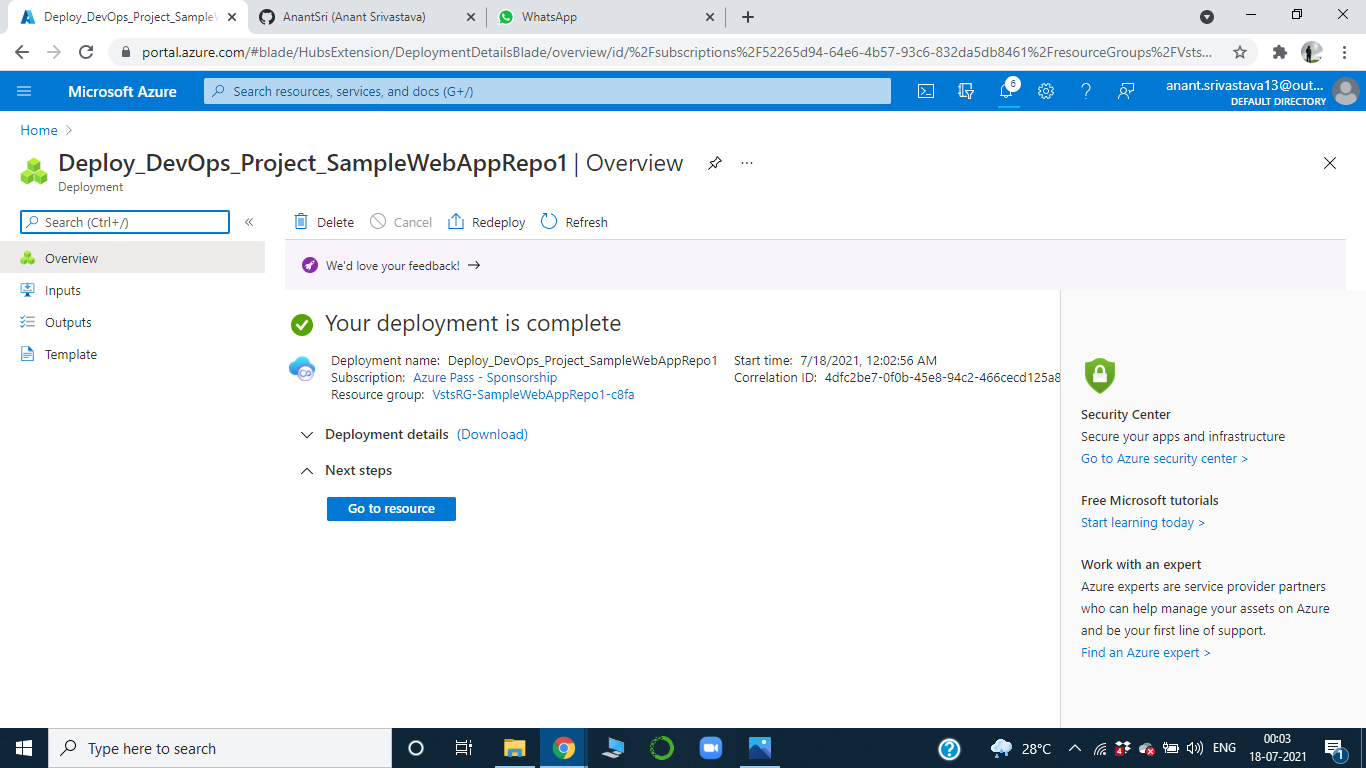 Deploy_DevOps_Project_SampleW
AnantSri (Anant Srivastava)
WhatsApp
portal.azure.com/#blade/HubsExtension/DeploymentDetailsBlade/overview/id/%2Fsubscriptions%2F52265d94-64e6-4b57-93c6-832da5db8461%2FresourceGroups%2FVsts...
Microsoft Azure
Search resources, services, and docs (G+/)
6
anant.srivastava13@out...
DEFAULT DIRECTORY
Home
Deploy_DevOps_Project_SampleWebAppRepo1 | Overview
Deployment
Search (Ctrl+/)
Overview
Inputs
Outputs
Template
Delete
Cancel
Redeploy
Refresh
We'd love your feedback! →
Your deployment is complete
Deployment name: Deploy_DevOps_Project_SampleWebAppRepo1
Subscription: Azure Pass - Sponsorship
Resource group: VstsRG-SampleWebAppRepo1-c8fa
Start time: 7/18/2021, 12:02:56 AM
Correlation ID: 4dfc2be7-0f0b-45e8-94c2-466cecd125a8
Deployment details (Download)
Next steps
Go to resource
Security Center
Secure your apps and infrastructure
Go to Azure security center >
Free Microsoft tutorials
Start learning today >
Work with an expert
Azure experts are service provider partners
who can help manage your assets on Azure
and be your first line of support.
Find an Azure expert >
Type here to search
28°C
4
ENG
00:03
18-07-2021
1